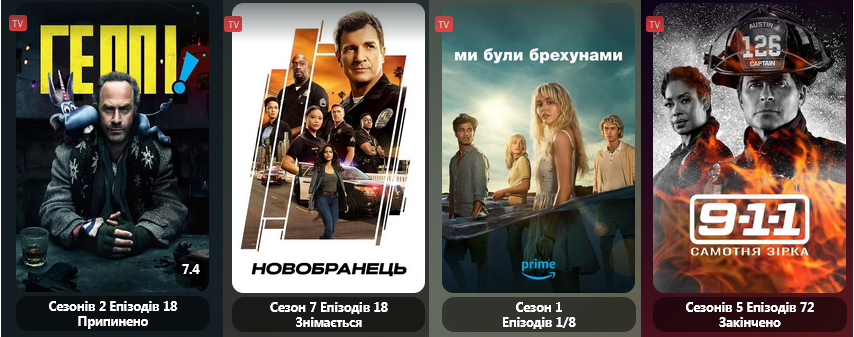 TV
ГЕППІ!
7.4
Сезонів 2 Епізодів 18
Припинено
TV
НОВОБРАНЕЦЬ
Сезон 7 Епізодів 18
Знімається
TV
ми були брехунами
prime
Сезон 1
Епізодів 1/8
TV
AUSTIN
126
CAPTAIN
9-1-1
САМОТНЯ ЗІРКА
Сезонів 5 Епізодів 72
Закінчено